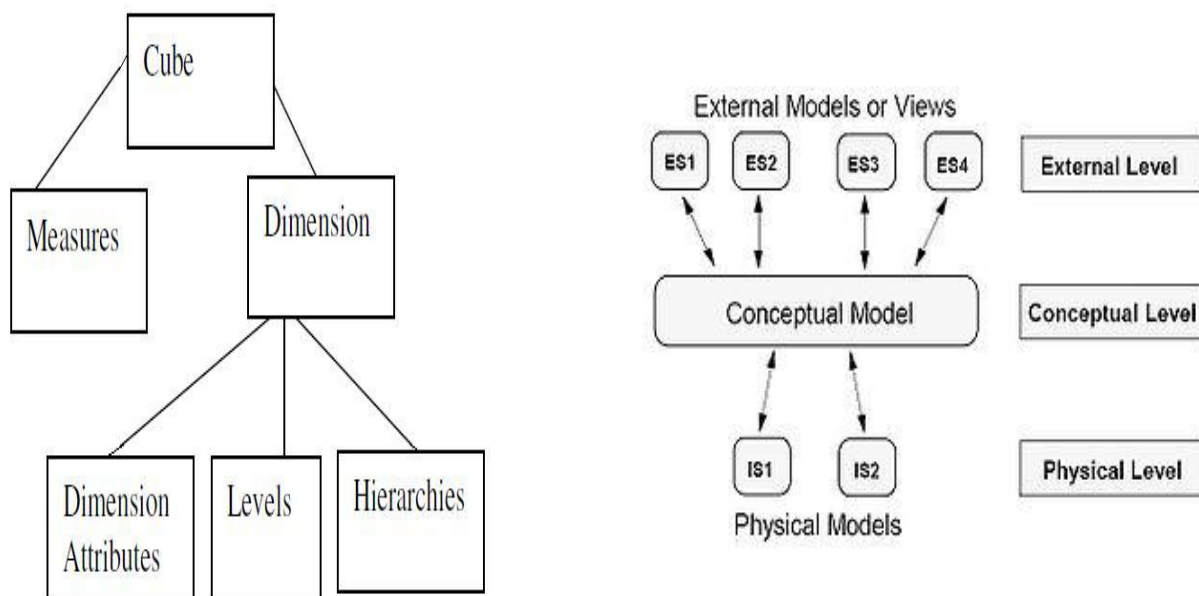 Cube
Measures
Dimension
Dimension
Attributes
Levels
Hierarchies
External Models or Views
ES1
ES2
ES3
ES4
External Level
Conceptual Model
Conceptual Level
IS1
IS2
Physical Level
Physical Models